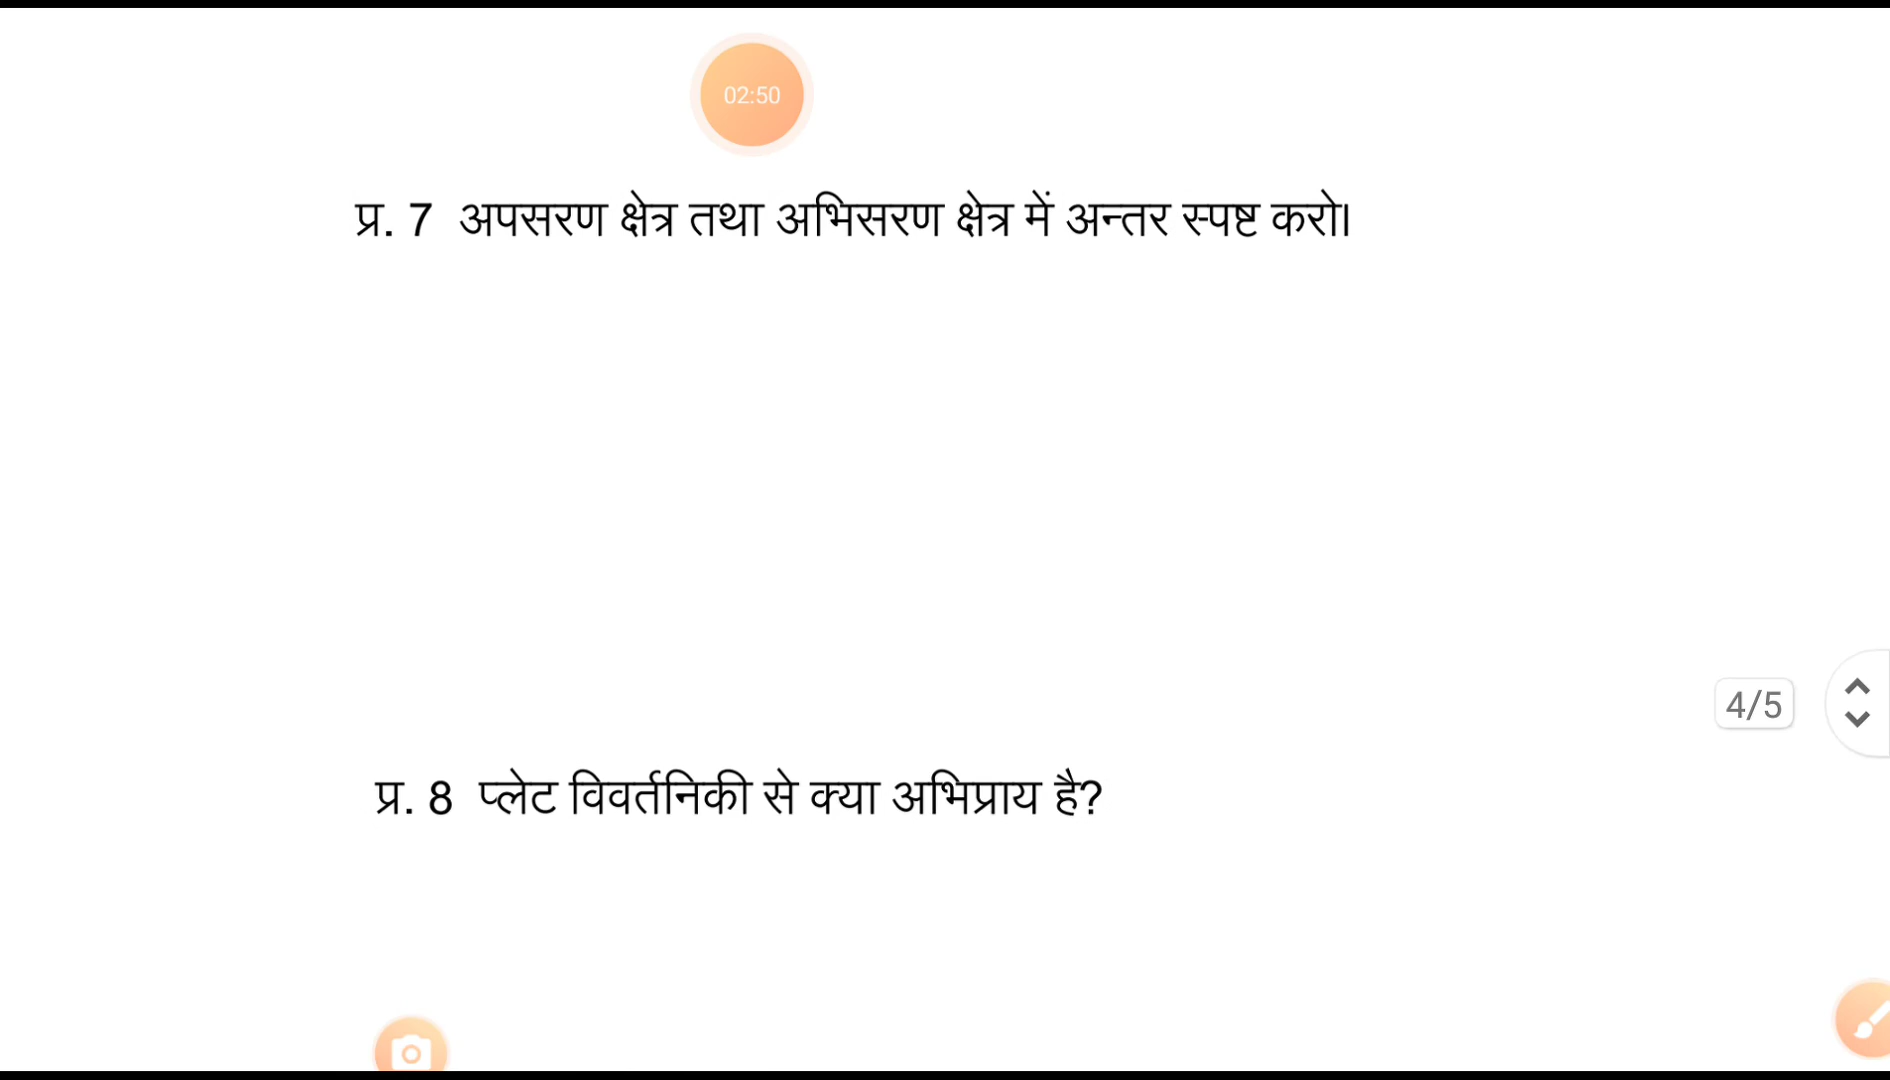 02:50
प्र. 7 अपसरण क्षेत्र तथा अभिसरण क्षेत्र में अन्तर स्पष्ट करो।
4/5
प्र. 8 प्लेट विवर्तनिकी से क्या अभिप्राय है?